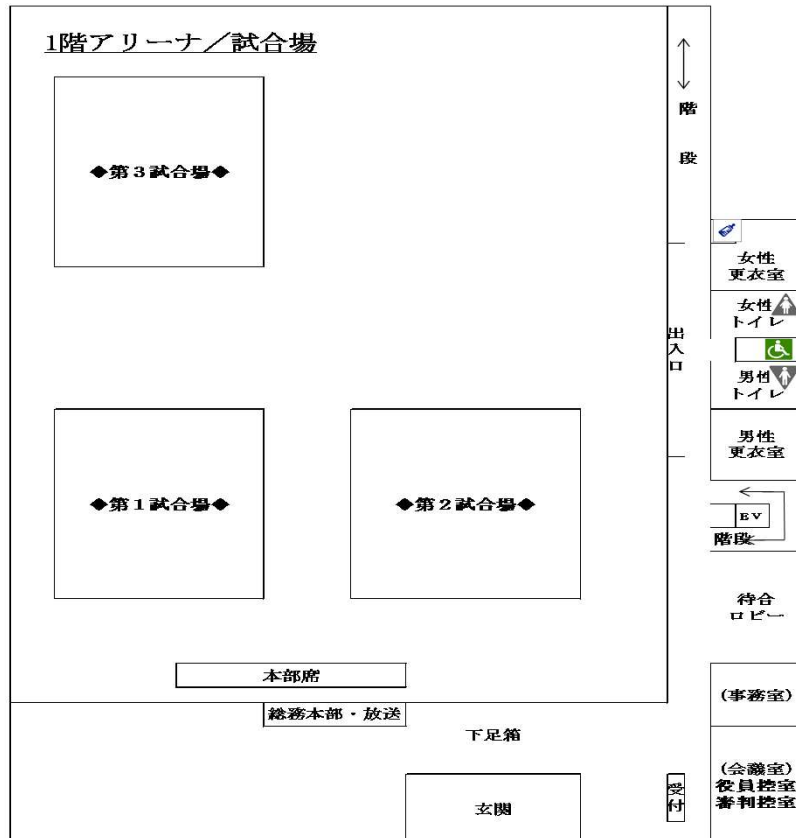 1階アリーナ／試合場
階
段
◆第３試合場◆
女性
更衣室
女性
トイレ
出
入
口
男性
トイレ
男性
更衣室
◆第１試合場◆
◆第２試合場◆
EV
階段
待合
ロビー
本部席
(事務室)
総務本部・放送
下足箱
(会議室)
役員控室
審判控室
受
付
玄関